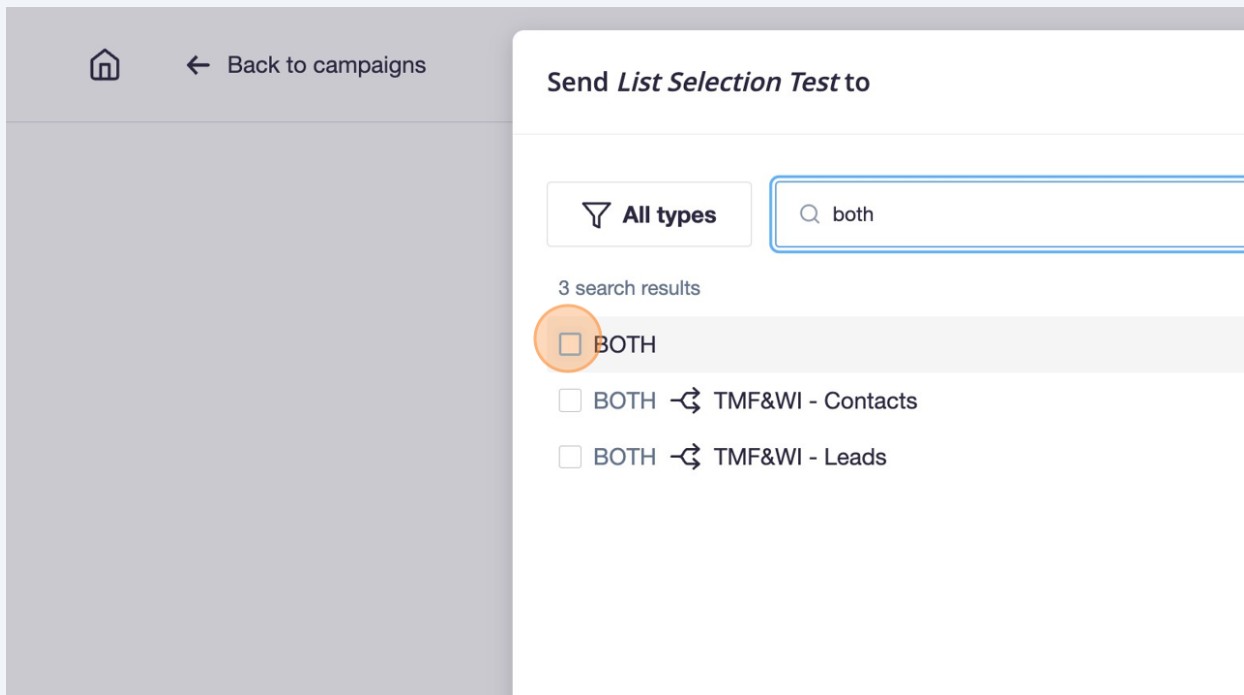 Back to campaigns
Send List Selection Test to
All types
both
3 search results
BOTH
BOTH TMF&WI - Contacts
BOTH TMF&WI - Leads